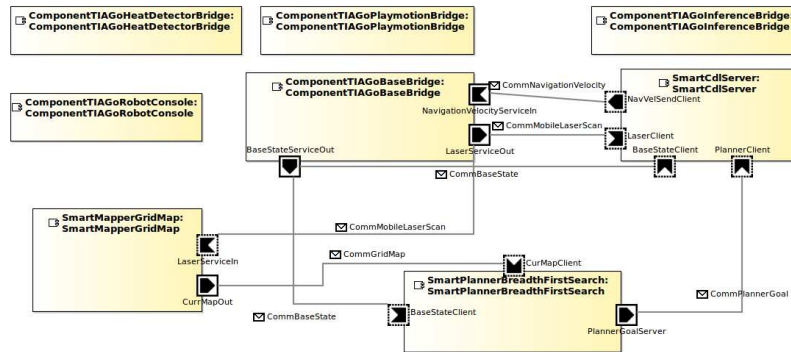 ComponentTIAGoHeatDetectorBridge:
ComponentTIAGoHeatDetectorBridge
ComponentTIAGoPlaymotionBridge:
ComponentTIAGoPlaymotionBridge
ComponentTIAGoInferenceBridge:
ComponentTIAGoInferenceBridge
ComponentTIAGoRobotConsole:
ComponentTIAGoRobotConsole
ComponentTIAGoBaseBridge:
ComponentTIAGoBaseBridge
CommNavigationVelocity
SmartCdlServer:
SmartCdlServer
NavigationVelocityServiceIn
NavVelSendClient
CommMobileLaserScan
LaserServiceOut
LaserClient
BaseStateServiceOut
BaseStateClient
PlannerClient
CommBaseState
SmartMapperGridMap:
SmartMapperGridMap
CommMobileLaserScan
LaserServiceIn
CommGridMap
CurMapClient
CurrMapOut
SmartPlannerBreadthFirstSearch:
SmartPlannerBreadthFirstSearch
CommPlannerGoal
BaseStateClient
CommBaseState
PlannerGoalServer